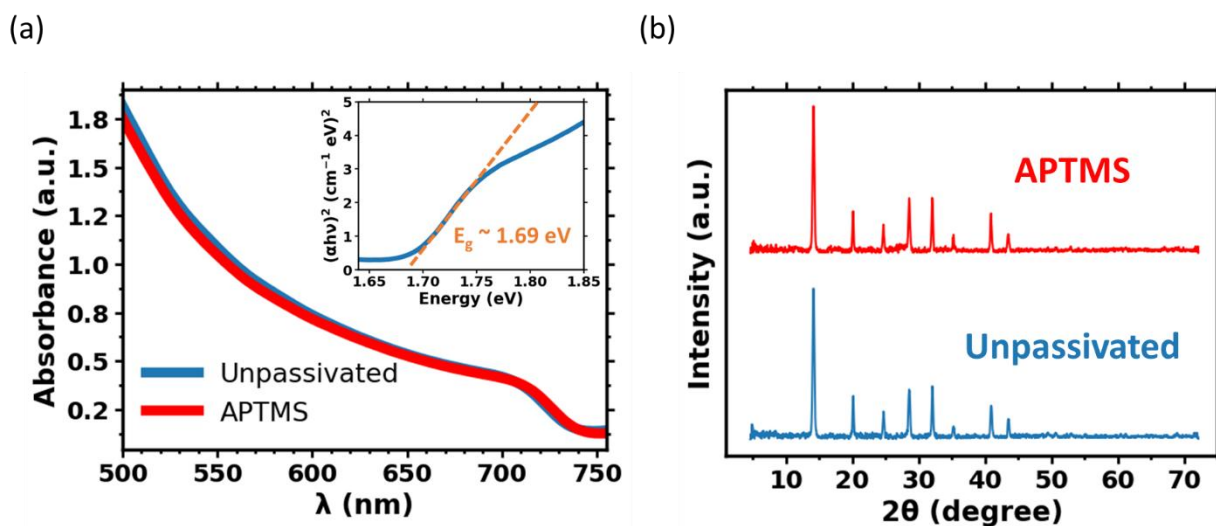 (a)
(b)
Absorbance (a.u.)
1.8
1.5
1.2
1.0
0.8
0.5
0.2
500
550
600
650
700
750
λ (nm)
Unpassivated
APTMS
(αhν)² (cm⁻¹ eV)²
5
4
3
2
1
0
1.65
1.70
1.75
1.80
1.85
Energy (eV)
E_g ~ 1.69 eV
Intensity (a.u.)
APTMS
Unpassivated
10
20
30
40
50
60
70
2θ (degree)